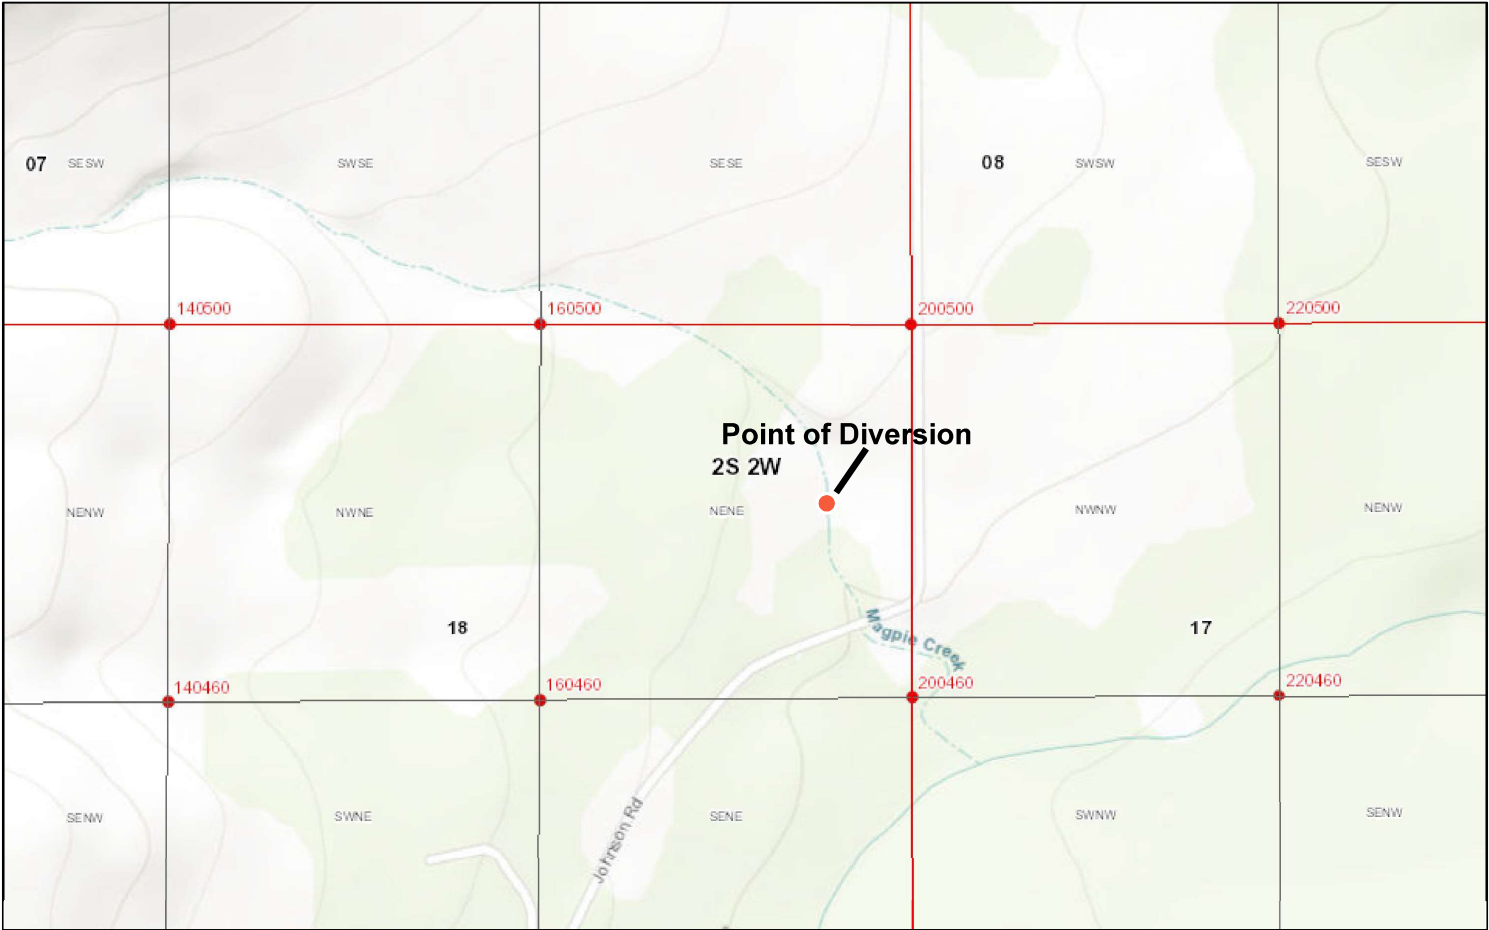 07
SESW
SWSE
SESE
08
SWSW
SESW
140500
160500
200500
220500
Point of Diversion
2S 2W
NENW
NWNE
NENE
NWNW
NENW
18
17
Magpie Creek
140460
160460
200460
220460
SENW
SWNE
SENE
SWNW
SENW
Johnson Rd